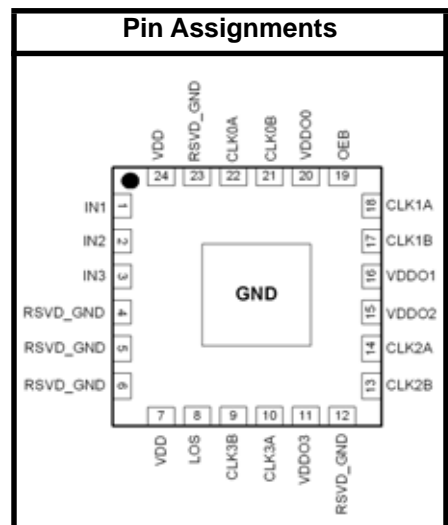 Pin Assignments
VDD
RSVD_GND
CLK0A
CLK0B
VDDO0
OEB
24
23
22
21
20
19
IN1
1
18
CLK1A
IN2
2
17
CLK1B
IN3
3
16
VDDO1
GND
RSVD_GND
4
15
VDDO2
RSVD_GND
5
14
CLK2A
RSVD_GND
6
13
CLK2B
7
8
9
10
11
12
VDD
LOS
CLK3B
CLK3A
VDDO3
RSVD_GND